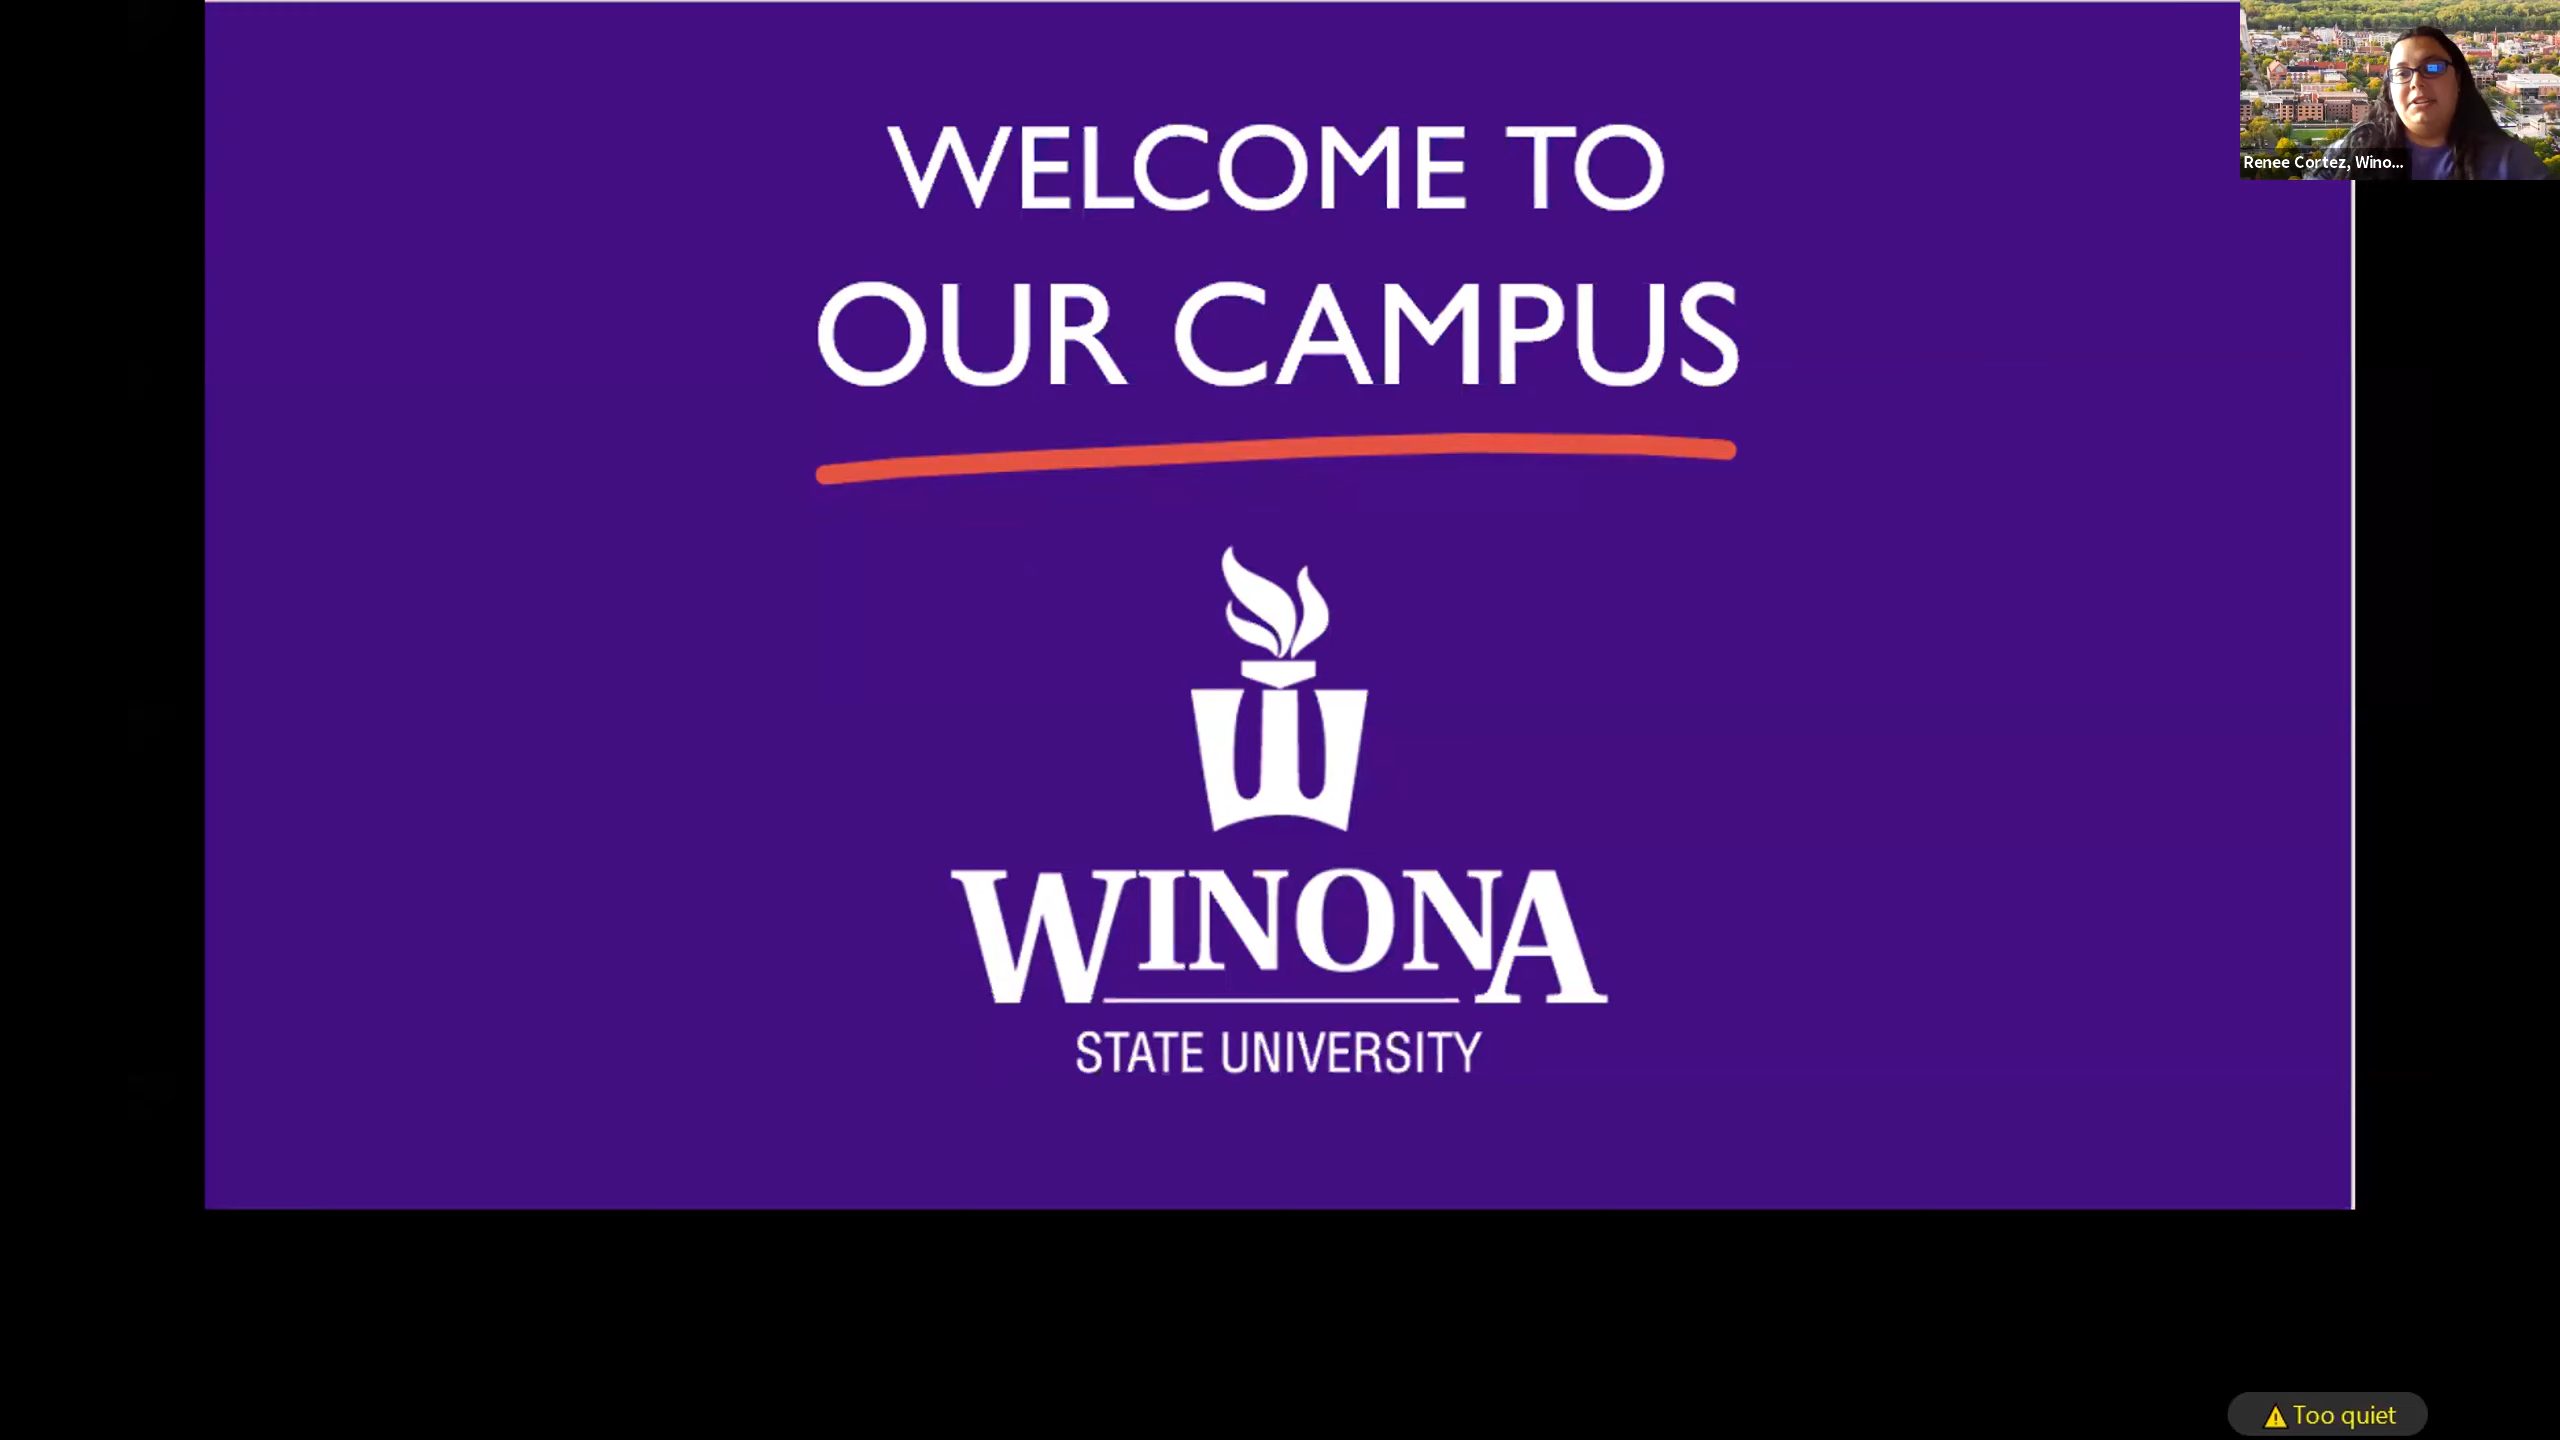 WELCOME TO
OUR CAMPUS
WINONA
STATE UNIVERSITY
Renee Cortez, Wino...
Too quiet